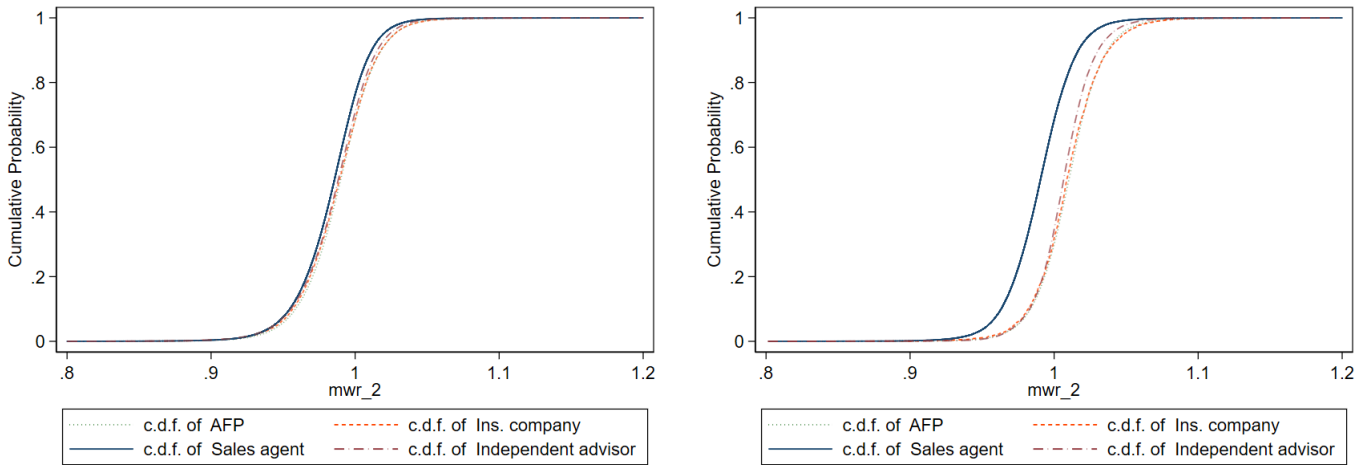 Cumulative Probability
1
.8
.6
.4
.2
0
.8
.9
1
1.1
1.2
mwr_2
c.d.f. of AFP
c.d.f. of Ins. company
c.d.f. of Sales agent
c.d.f. of Independent advisor
Cumulative Probability
1
.8
.6
.4
.2
0
.8
.9
1
1.1
1.2
mwr_2
c.d.f. of AFP
c.d.f. of Ins. company
c.d.f. of Sales agent
c.d.f. of Independent advisor